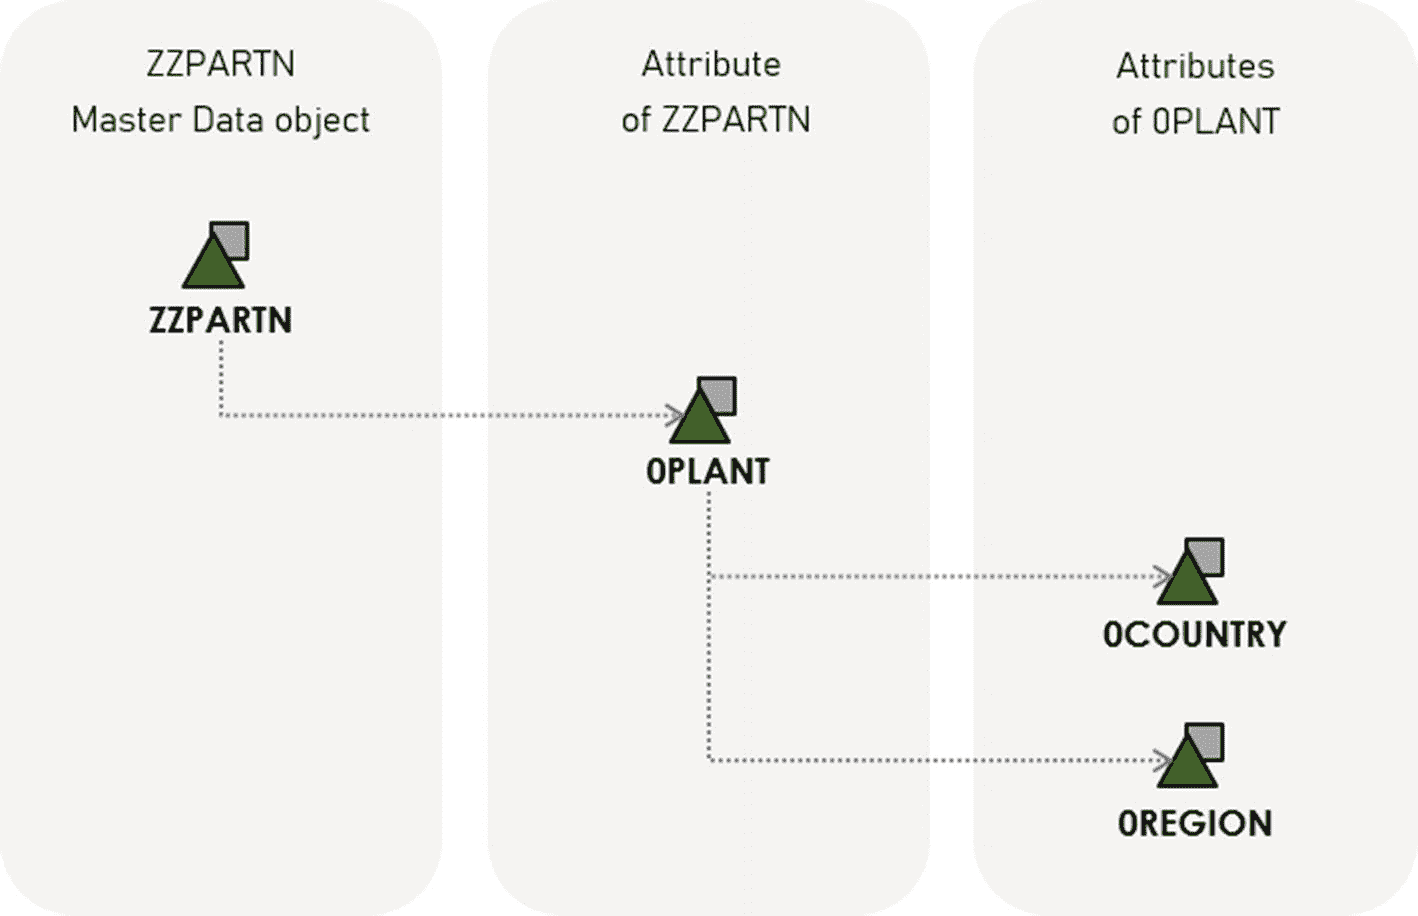 ZZPARTN
Master Data object
Attribute
of ZZPARTN
Attributes
of 0PLANT
ZZPARTN
0PLANT
0COUNTRY
0REGION